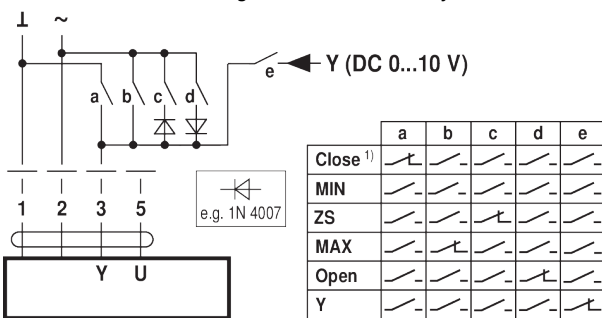 ⊥ ~
e Y (DC 0...10 V)
a b c d
1 2 3 5
e.g. 1N 4007
Y U
a b c d e
Close 1)
MIN
ZS
MAX
Open
Y